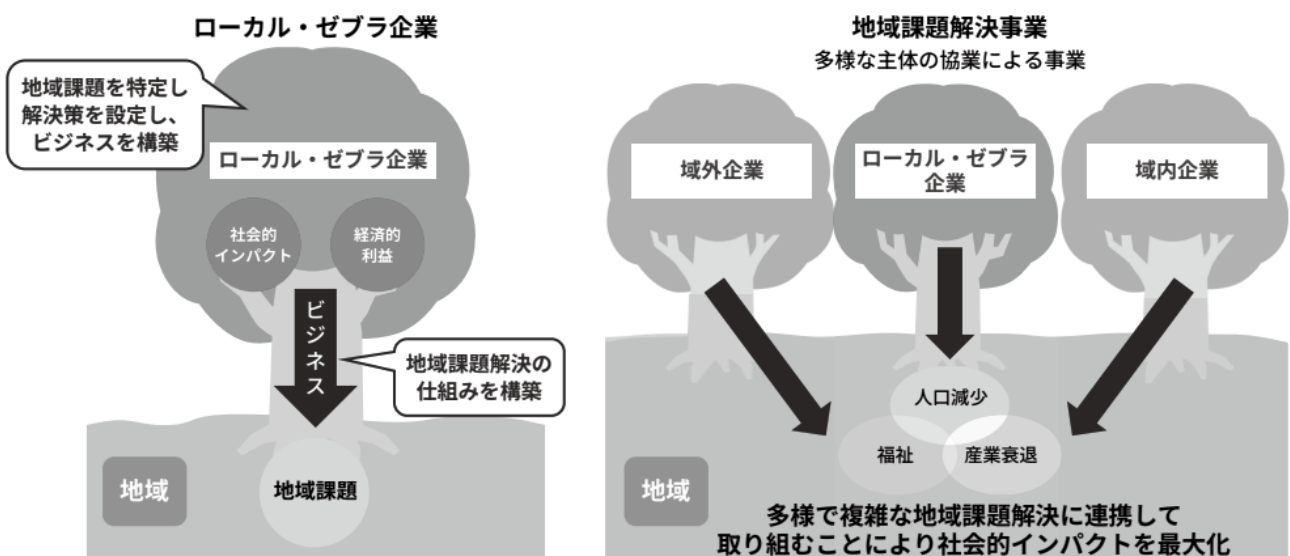 ローカル・ゼブラ企業
地域課題を特定し
解決策を設定し、
ビジネスを構築
ローカル・ゼブラ企業
社会的
インパクト
経済的
利益
ビジネス
地域課題解決の
仕組みを構築
地域
地域課題
地域課題解決事業
多様な主体の協業による事業
域外企業
ローカル・ゼブラ
企業
域内企業
人口減少
福祉
産業衰退
地域
多様で複雑な地域課題解決に連携して
取り組むことにより社会的インパクトを最大化